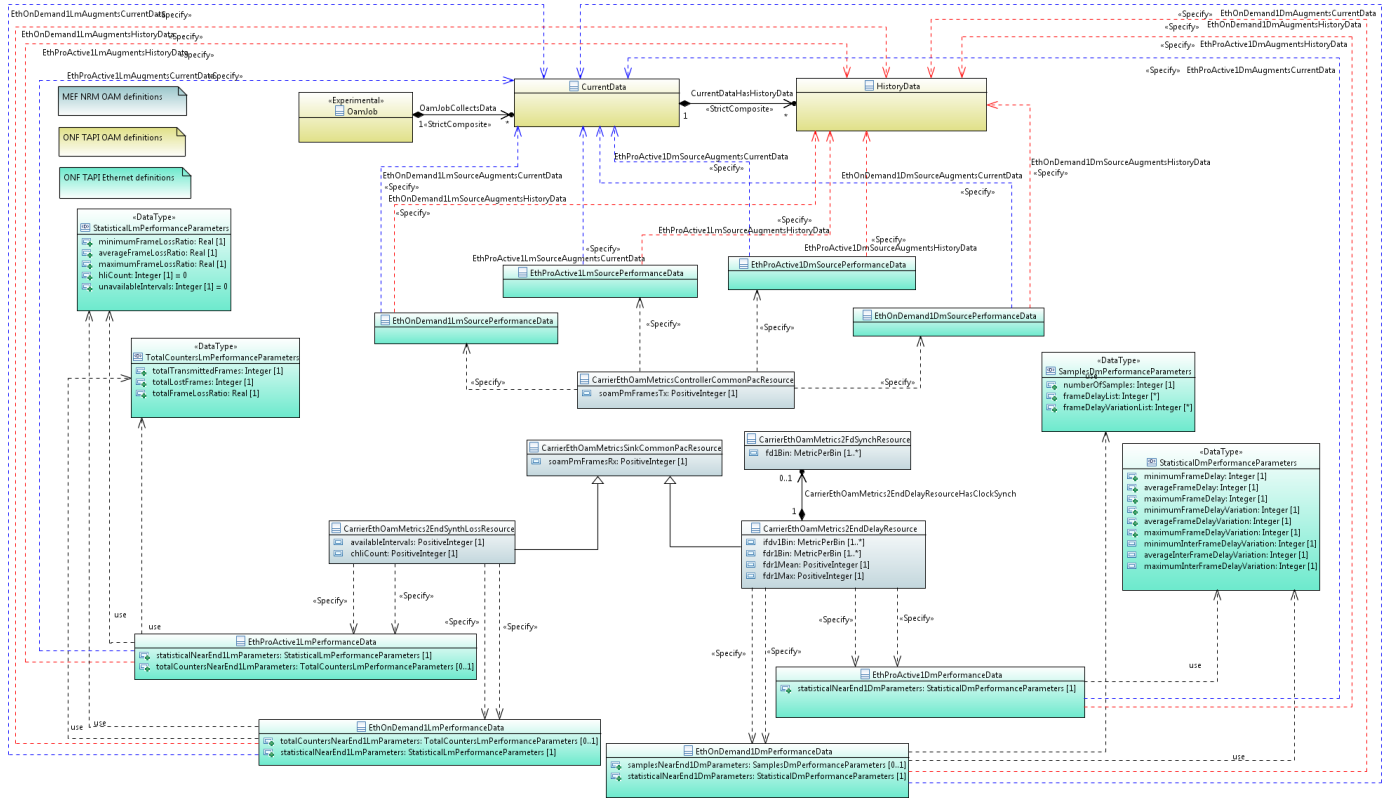 EthOnDemand1LmAugmentsCurrentData
«Specify»
EthOnDemand1LmAugmentsHistoryData
«Specify»
EthProActive1LmAugmentsHistoryData
«Specify»
EthProActive1LmAugmentsCurrentData
«Specify»
«Specify»
EthOnDemand1DmAugmentsCurrentData
«Specify»
EthOnDemand1DmAugmentsHistoryData
«Specify»
EthProActive1DmAugmentsHistoryData
«Specify»
EthProActive1DmAugmentsCurrentData
MEF NRM OAM definitions
ONF TAPI OAM definitions
ONF TAPI Ethernet definitions
«Experimental»
OamJob
OamJobCollectsData
1 «StrictComposite» *
CurrentData
CurrentDataHasHistoryData
1 «StrictComposite» *
HistoryData
EthOnDemand1LmSourceAugmentsCurrentData
«Specify»
EthOnDemand1LmSourceAugmentsHistoryData
«Specify»
EthProActive1DmSourceAugmentsCurrentData
«Specify»
EthOnDemand1DmSourceAugmentsCurrentData
«Specify»
EthOnDemand1DmSourceAugmentsHistoryData
«Specify»
«Specify»
EthProActive1LmSourceAugmentsHistoryData
«Specify»
EthProActive1DmSourceAugmentsHistoryData
«Specify»
EthProActive1LmSourceAugmentsCurrentData
«DataType»
StatisticalLmPerformanceParameters
minimumFrameLossRatio: Real [1]
averageFrameLossRatio: Real [1]
maximumFrameLossRatio: Real [1]
hliCount: Integer [1] = 0
unavailableIntervals: Integer [1] = 0
EthProActive1LmSourcePerformanceData
EthProActive1DmSourcePerformanceData
EthOnDemand1LmSourcePerformanceData
EthOnDemand1DmSourcePerformanceData
«Specify»
«Specify»
«Specify»
«Specify»
«DataType»
TotalCountersLmPerformanceParameters
totalTransmittedFrames: Integer [1]
totalLostFrames: Integer [1]
totalFrameLossRatio: Real [1]
CarrierEthOamMetricsControllerCommonPacResource
soamPmFramesTx: PositiveInteger [1]
«DataType»
SamplesDmPerformanceParameters
use
numberOfSamples: Integer [1]
frameDelayList: Integer [*]
frameDelayVariationList: Integer [*]
CarrierEthOamMetricsSinkCommonPacResource
soamPmFramesRx: PositiveInteger [1]
CarrierEthOamMetrics2FdSynchResource
fd1Bin: MetricPerBin [1..*]
0..1
CarrierEthOamMetrics2EndDelayResourceHasClockSynch
1
«DataType»
StatisticalDmPerformanceParameters
minimumFrameDelay: Integer [1]
averageFrameDelay: Integer [1]
maximumFrameDelay: Integer [1]
minimumFrameDelayVariation: Integer [1]
averageFrameDelayVariation: Integer [1]
maximumFrameDelayVariation: Integer [1]
minimumInterFrameDelayVariation: Integer [1]
averageInterFrameDelayVariation: Integer [1]
maximumInterFrameDelayVariation: Integer [1]
CarrierEthOamMetrics2EndSynthLossResource
availableIntervals: PositiveInteger [1]
chliCount: PositiveInteger [1]
CarrierEthOamMetrics2EndDelayResource
ifdv1Bin: MetricPerBin [1..*]
fdr1Bin: MetricPerBin [1..*]
fdr1Mean: PositiveInteger [1]
fdr1Max: PositiveInteger [1]
«Specify»
«Specify»
«Specify»
«Specify»
«Specify»
«Specify»
«Specify»
«Specify»
use
use
EthProActive1LmPerformanceData
statisticalNearEnd1LmParameters: StatisticalLmPerformanceParameters [1]
totalCountersNearEnd1LmParameters: TotalCountersLmPerformanceParameters [0..1]
EthProActive1DmPerformanceData
statisticalNearEnd1DmParameters: StatisticalDmPerformanceParameters [1]
use
use
use
EthOnDemand1LmPerformanceData
totalCountersNearEnd1LmParameters: TotalCountersLmPerformanceParameters [0..1]
statisticalNearEnd1LmParameters: StatisticalLmPerformanceParameters [1]
EthOnDemand1DmPerformanceData
samplesNearEnd1DmParameters: SamplesDmPerformanceParameters [0..1]
statisticalNearEnd1DmParameters: StatisticalDmPerformanceParameters [1]
use